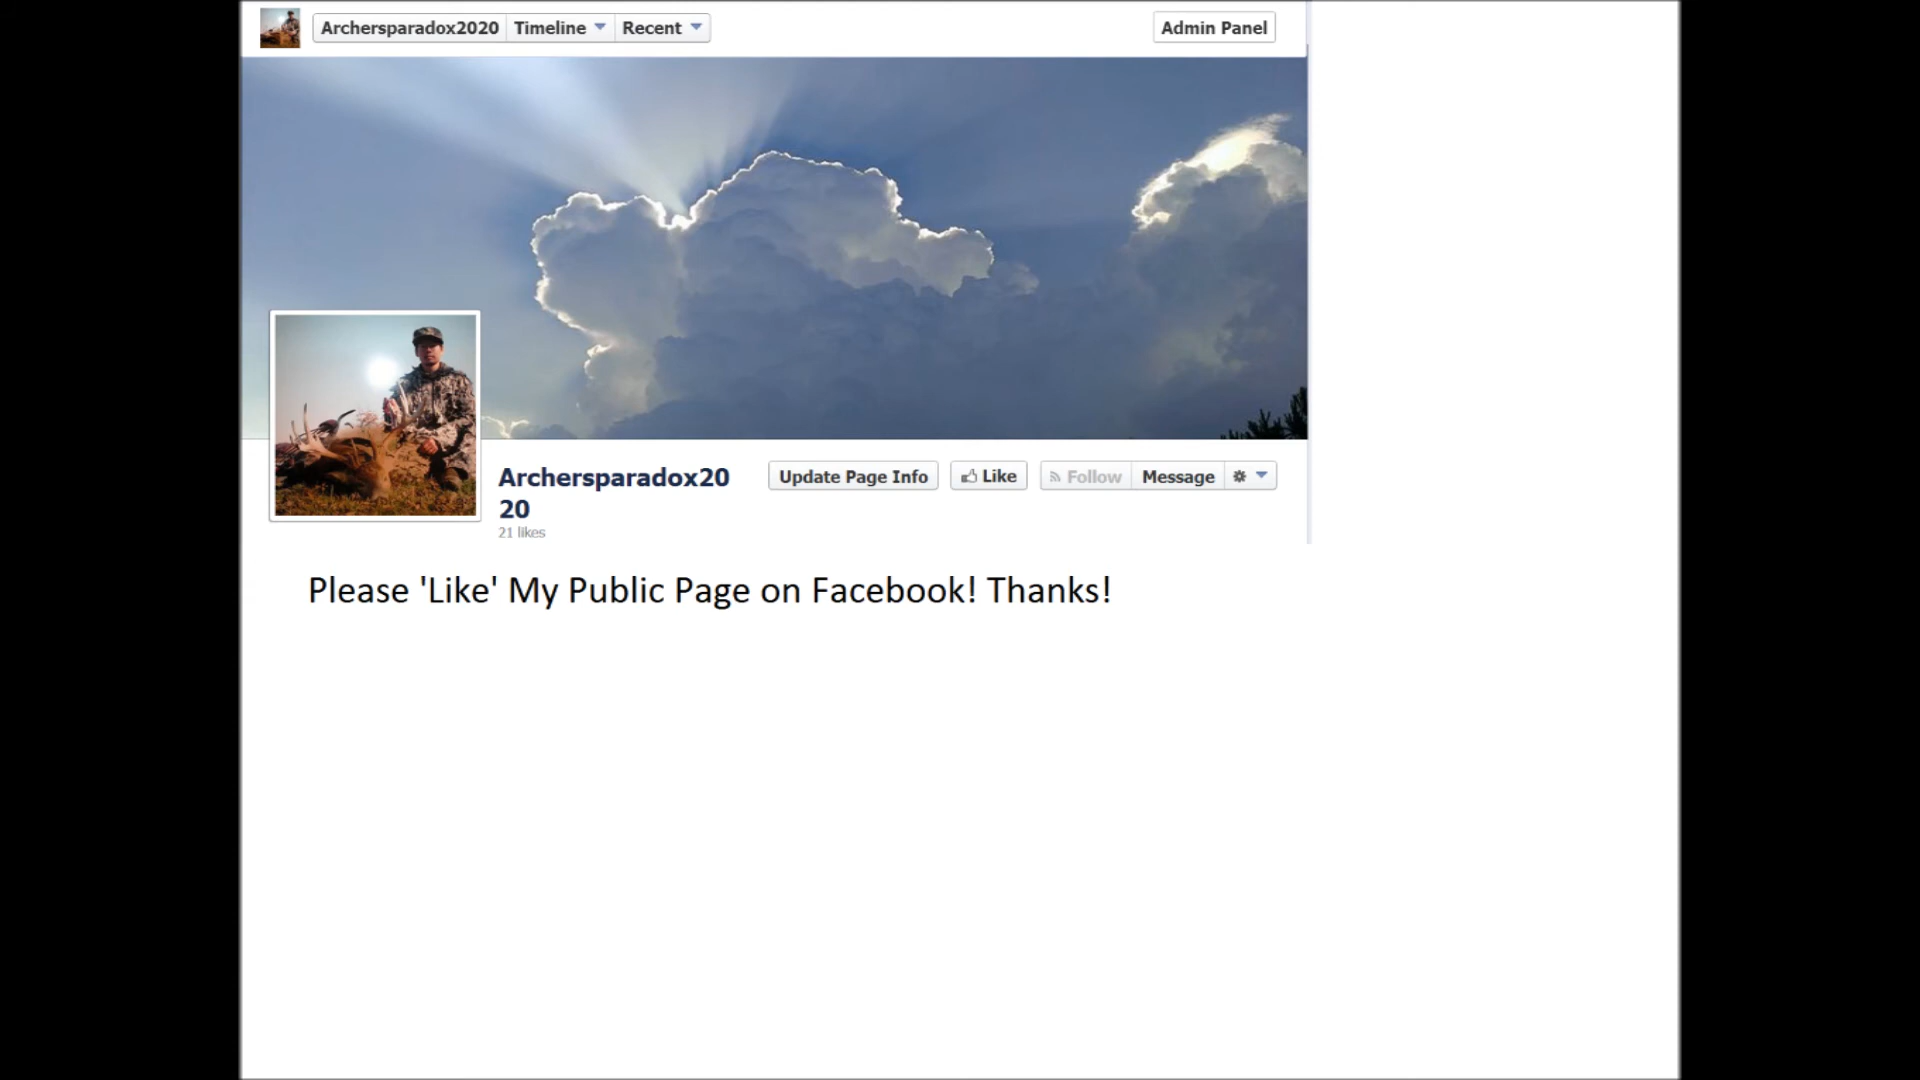 Archersparadox2020 Timeline Recent Admin Panel
Archersparadox20
20
Update Page Info Like Follow Message
21 likes
Please 'Like' My Public Page on Facebook! Thanks!